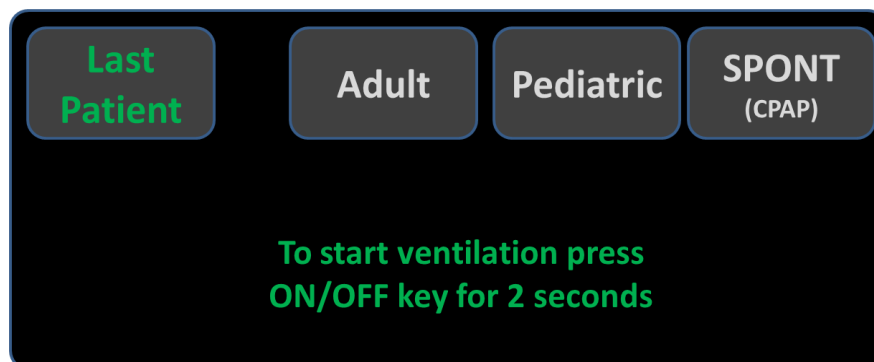 Last
Patient
Adult
Pediatric
SPONT
(CPAP)
To start ventilation press
ON/OFF key for 2 seconds